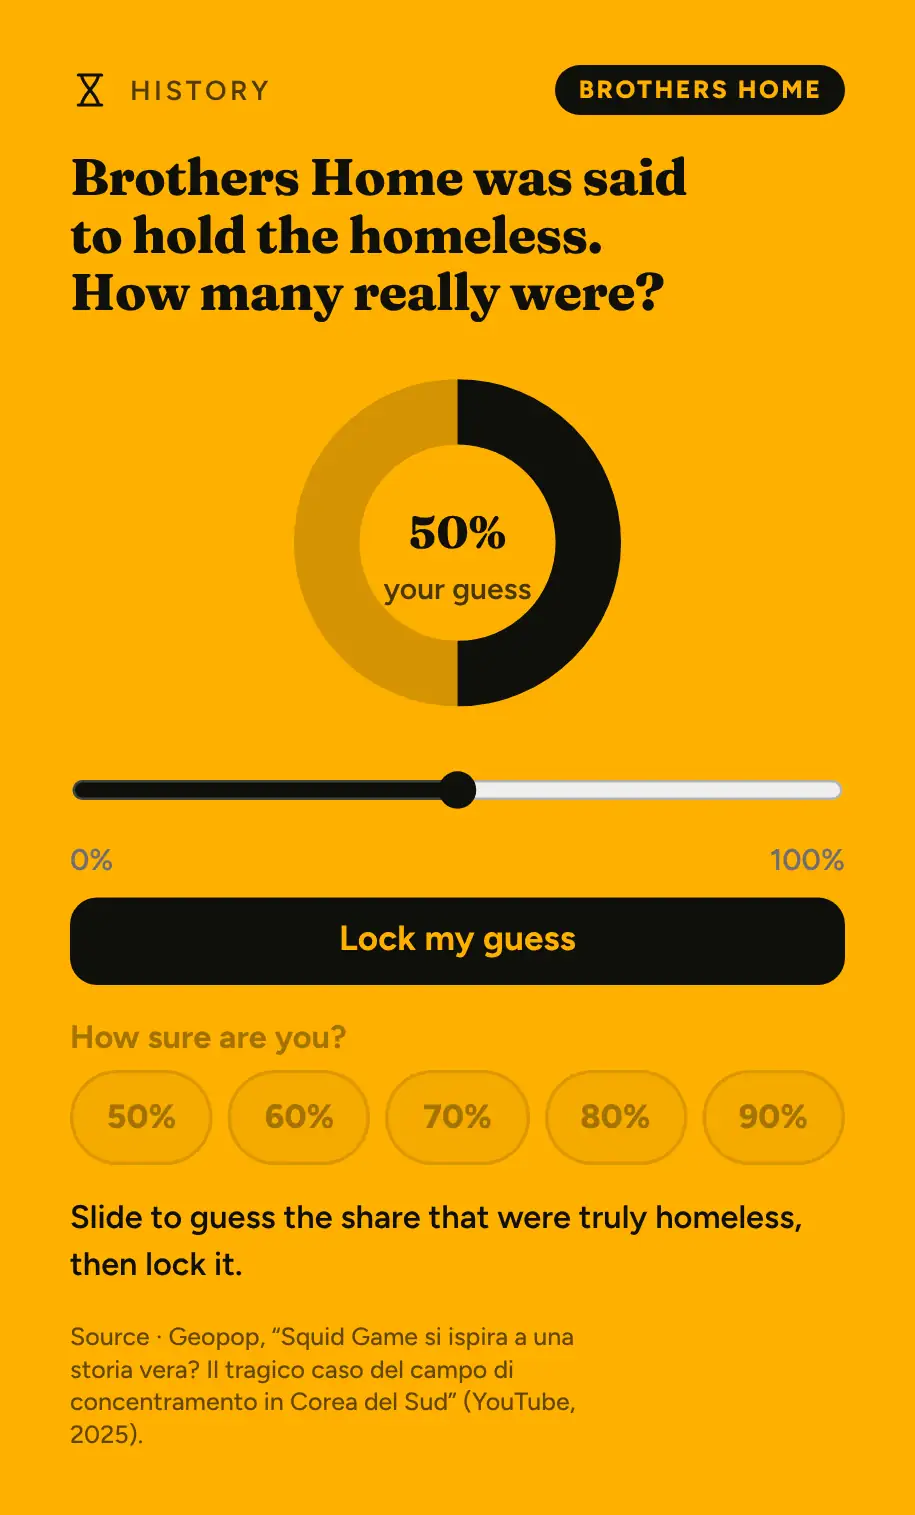 HISTORY
BROTHERS HOME
Brothers Home was said
to hold the homeless.
How many really were?
50%
your guess
0%
100%
Lock my guess
How sure are you?
50%
60%
70%
80%
90%
Slide to guess the share that were truly homeless,
then lock it.
Source · Geopop, “Squid Game si ispira a una
storia vera? Il tragico caso del campo di
concentramento in Corea del Sud” (YouTube,
2025).